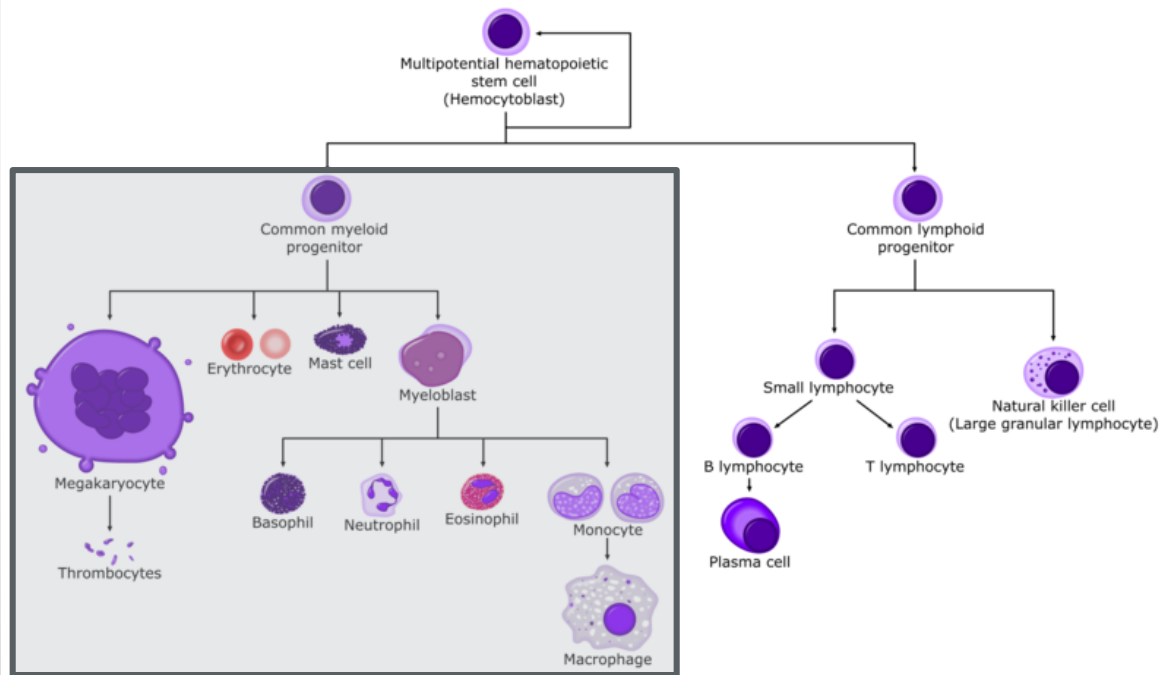 Multipotential hematopoietic
stem cell
(Hemocytoblast)
Common myeloid
progenitor
Common lymphoid
progenitor
Erythrocyte
Mast cell
Myeloblast
Small lymphocyte
Natural killer cell
(Large granular lymphocyte)
Megakaryocyte
B lymphocyte
T lymphocyte
Basophil
Neutrophil
Eosinophil
Monocyte
Plasma cell
Thrombocytes
Macrophage